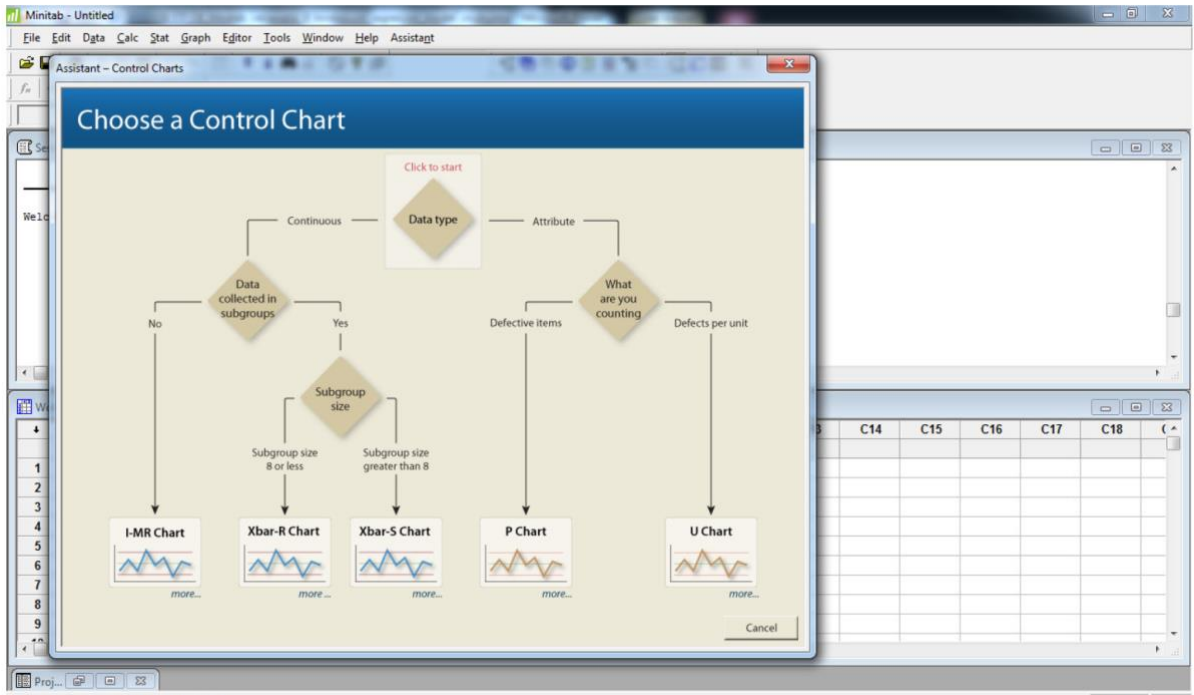 Minitab - Untitled
File Edit Data Calc Stat Graph Editor Tools Window Help Assistant
Assistant – Control Charts
Choose a Control Chart
Click to start
Data type
Continuous
Attribute
Data
collected in
subgroups
What
are you
counting
No
Yes
Defective items
Defects per unit
Subgroup
size
Subgroup size
8 or less
Subgroup size
greater than 8
I-MR Chart
Xbar-R Chart
Xbar-S Chart
P Chart
U Chart
more...
more ...
more...
more...
more...
Cancel
C14 C15 C16 C17 C18
1
2
3
4
5
6
7
8
9
Proj...